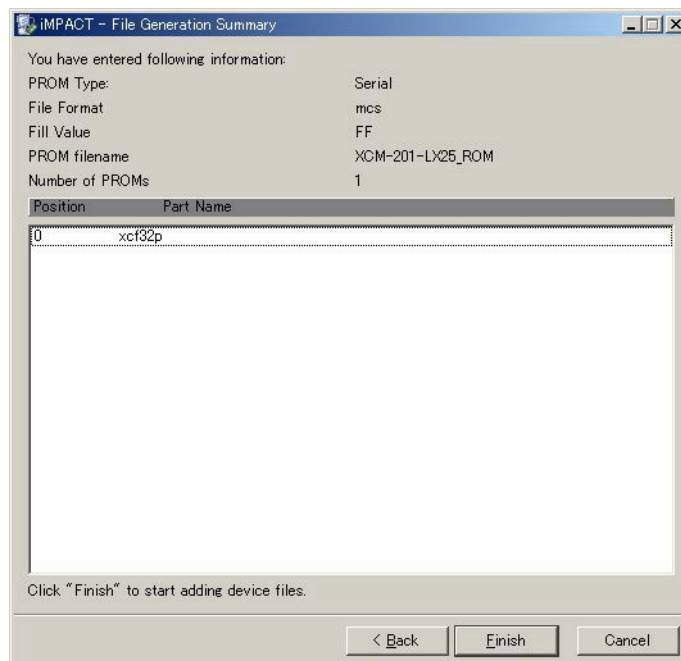 iMPACT - File Generation Summary
You have entered following information:
PROM Type: Serial
File Format mcs
Fill Value FF
PROM filename XCM-201-LX25_ROM
Number of PROMs 1
Position Part Name
0 xcf32p
Click "Finish" to start adding device files.
< Back Finish Cancel